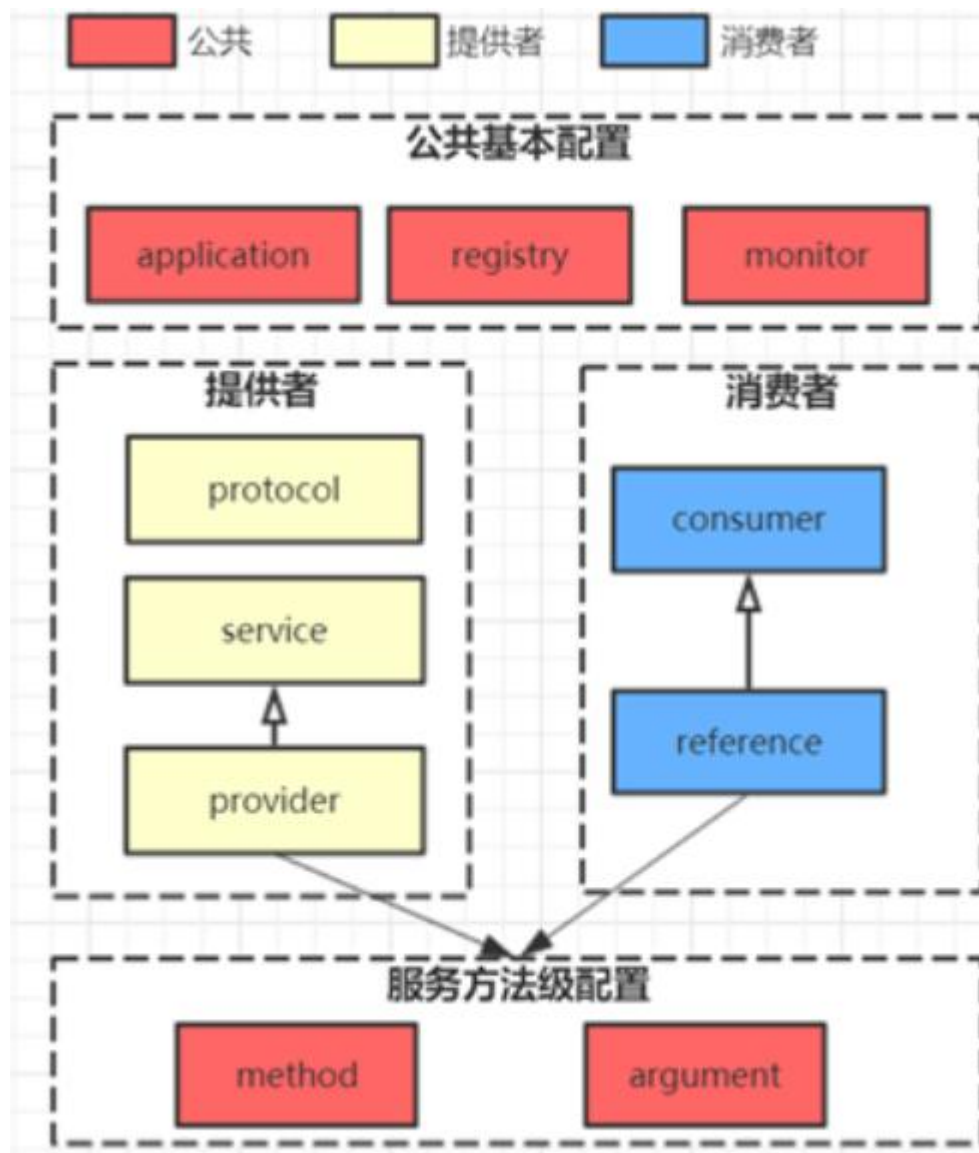 公共 提供者 消费者
公共基本配置
application registry monitor
提供者
protocol
service
provider
消费者
consumer
reference
服务方法级配置
method argument